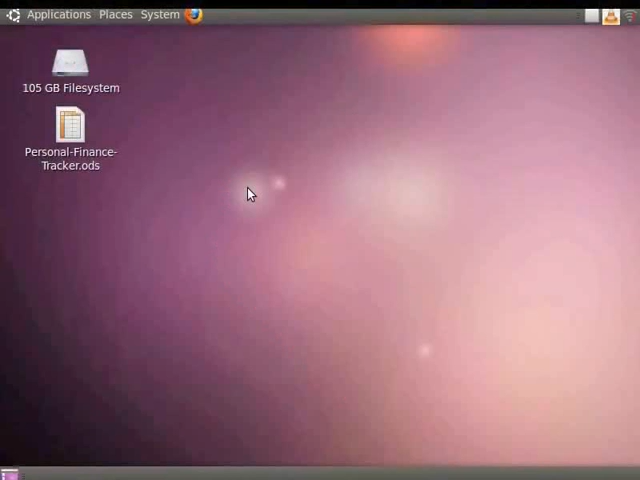 Applications Places System
105 GB Filesystem
Personal-Finance-
Tracker.ods